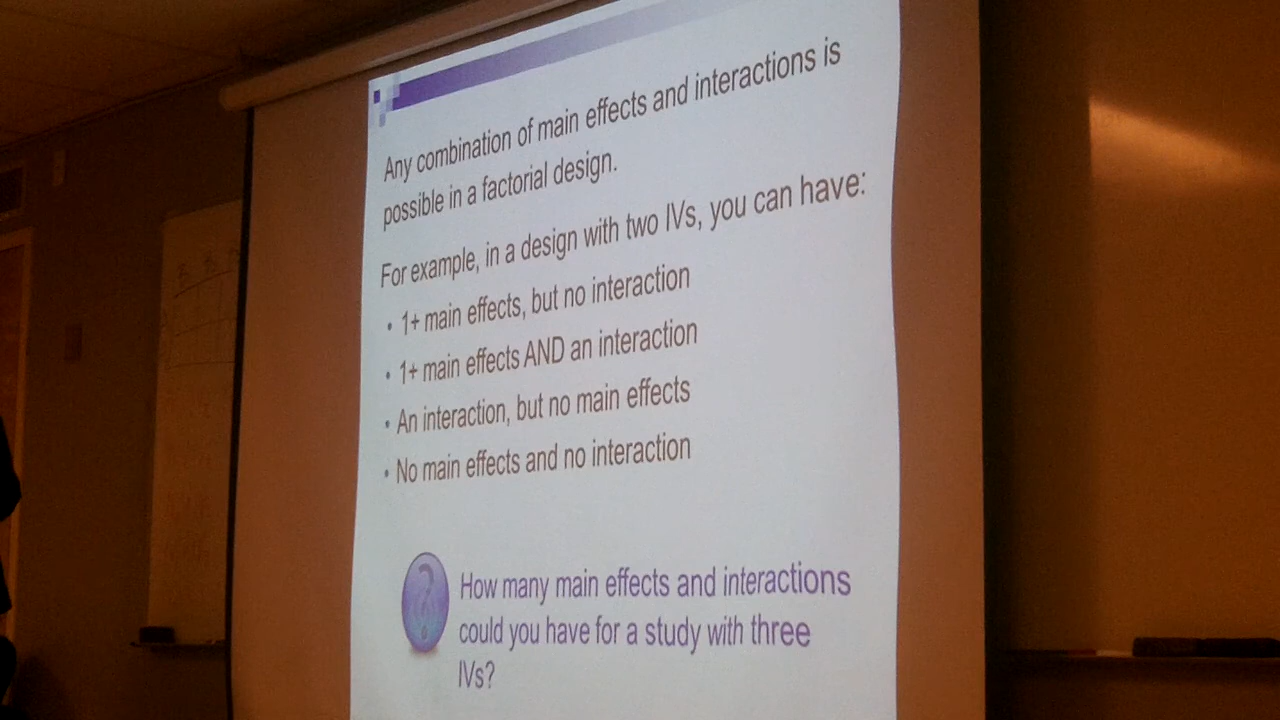 Any combination of main effects and interactions is
possible in a factorial design.
For example, in a design with two IVs, you can have:
• 1+ main effects, but no interaction
• 1+ main effects AND an interaction
• An interaction, but no main effects
• No main effects and no interaction
How many main effects and interactions
could you have for a study with three
IVs?